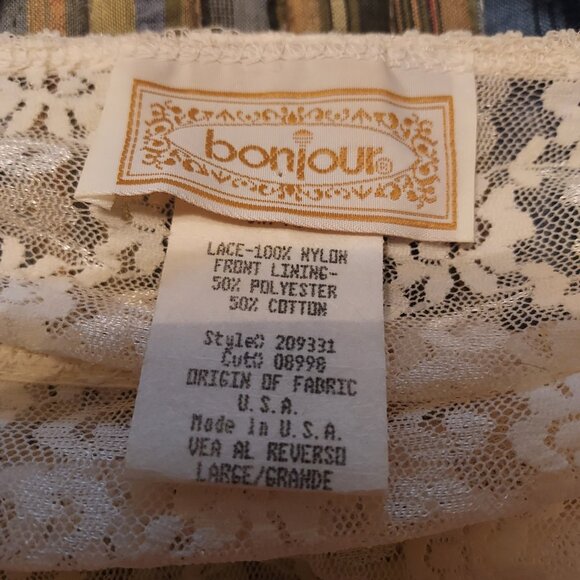 bonjour®
LACE-100% NYLON
FRONT LINING-
50% POLYESTER
50% COTTON
Style© 209331
Cut© 08998
ORIGIN OF FABRIC
U.S.A.
Made in U.S.A.
VEA AL REVERSO
LARGE/GRANDE